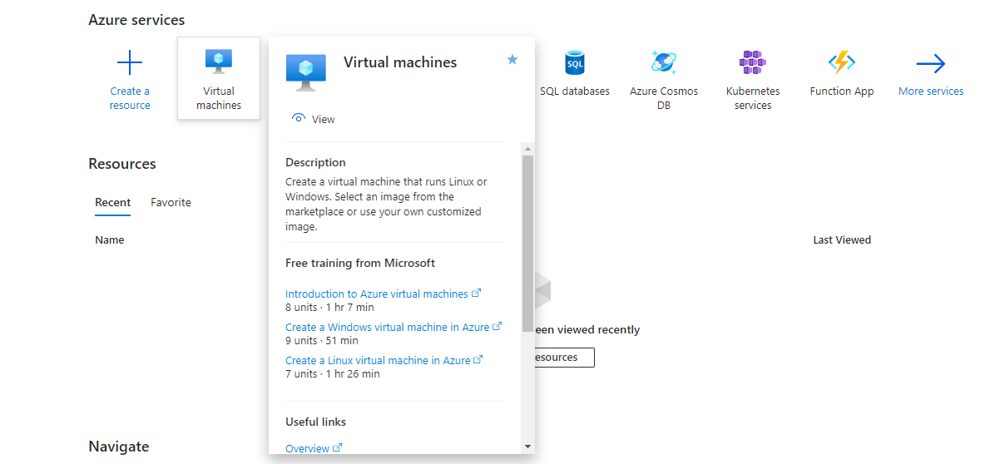 Azure services
Create a
resource
Virtual
machines
Virtual machines
View
Description
Create a virtual machine that runs Linux or
Windows. Select an image from the
marketplace or use your own customized
image.
Free training from Microsoft
Introduction to Azure virtual machines
8 units · 1 hr 7 min
Create a Windows virtual machine in Azure
9 units · 51 min
Create a Linux virtual machine in Azure
7 units · 1 hr 26 min
Useful links
Overview
SQL
SQL databases
Azure Cosmos
DB
Kubernetes
services
Function App
More services
Resources
Recent
Favorite
Name
Last Viewed
viewed recently
Navigate